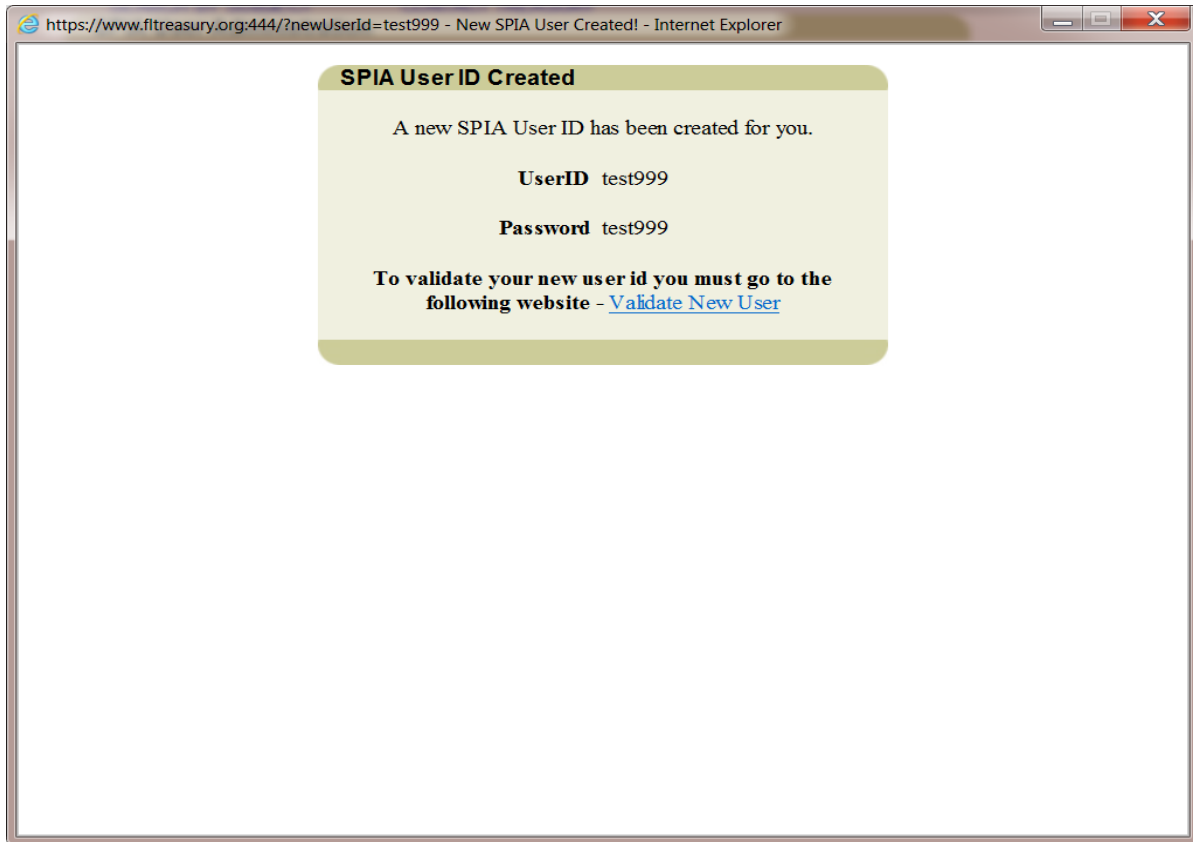 https://www.fltreasury.org:444/?newUserId=test999 - New SPIA User Created! - Internet Explorer
SPIA User ID Created
A new SPIA User ID has been created for you.
UserID test999
Password test999
To validate your new user id you must go to the
following website - Validate New User